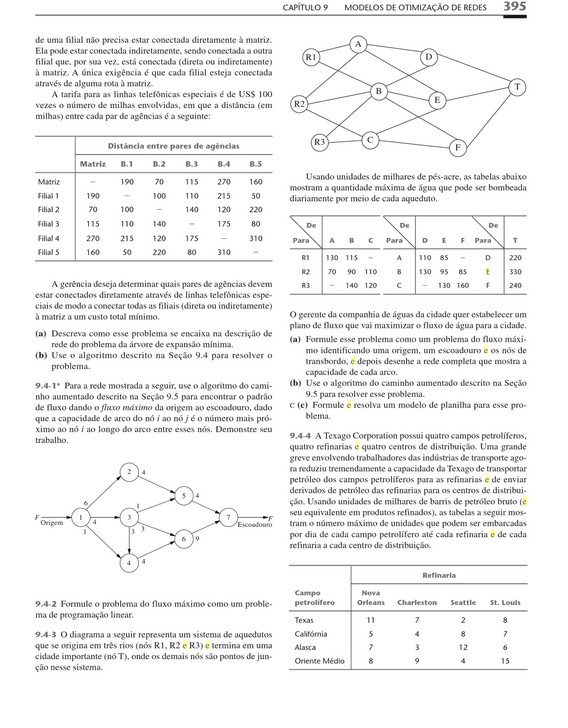 CAPÍTULO 9 MODELOS DE OTIMIZAÇÃO DE REDES 395
de uma filial não precisa estar conectada diretamente à matriz.
Ela pode estar conectada indiretamente, sendo conectada a outra
filial que, por sua vez, está conectada (direta ou indiretamente)
à matriz. A única exigência é que cada filial esteja conectada
através de alguma rota à matriz.
A tarifa para as linhas telefônicas especiais é de US$ 100
vezes o número de milhas envolvidas, em que a distância (em
milhas) entre cada par de agências é a seguinte:
Distância entre pares de agências
Matriz B.1 B.2 B.3 B.4 B.5
Matriz – 190 70 115 270 160
Filial 1 190 – 100 110 215 50
Filial 2 70 100 – 140 120 220
Filial 3 115 110 140 – 175 80
Filial 4 270 215 120 175 – 310
Filial 5 160 50 220 80 310 –
A gerência deseja determinar quais pares de agências devem
estar conectados diretamente através de linhas telefônicas espe-
ciais de modo a conectar todas as filiais (direta ou indiretamente)
à matriz a um custo total mínimo.
(a) Descreva como esse problema se encaixa na descrição de
rede do problema da árvore de expansão mínima.
(b) Use o algoritmo descrito na Seção 9.4 para resolver o
problema.
9.4-1* Para a rede mostrada a seguir, use o algoritmo do cami-
nho aumentado descrito na Seção 9.5 para encontrar o padrão
de fluxo dando o fluxo máximo da origem ao escoadouro, dado
que a capacidade de arco do nó i ao nó j é o número mais pró-
ximo ao nó i ao longo do arco entre esses nós. Demonstre seu
trabalho.
2 4
5 4
6 1
F 1 4 3 7 F
Origem 1 3 3 Escoadouro
6 9
4 4
9.4-2 Formule o problema do fluxo máximo como um proble-
ma de programação linear.
9.4-3 O diagrama a seguir representa um sistema de aquedutos
que se origina em três rios (nós R1, R2 e R3) e termina em uma
cidade importante (nó T), onde os demais nós são pontos de jun-
ção nesse sistema.
A
R1 D
T
B
R2 E
R3 C
F
Usando unidades de milhares de pés-acre, as tabelas abaixo
mostram a quantidade máxima de água que pode ser bombeada
diariamente por meio de cada aqueduto.
De De De
Para A B C Para D E F Para T
R1 130 115 – A 110 85 – D 220
R2 70 90 110 B 130 95 85 E 330
R3 – 140 120 C – 130 160 F 240
O gerente da companhia de águas da cidade quer estabelecer um
plano de fluxo que vai maximizar o fluxo de água para a cidade.
(a) Formule esse problema como um problema do fluxo máxi-
mo identificando uma origem, um escoadouro e os nós de
transbordo, e depois desenhe a rede completa que mostra a
capacidade de cada arco.
(b) Use o algoritmo do caminho aumentado descrito na Seção
9.5 para resolver esse problema.
C (c) Formule e resolva um modelo de planilha para esse pro-
blema.
9.4-4 A Texago Corporation possui quatro campos petrolíferos,
quatro refinarias e quatro centros de distribuição. Uma grande
greve envolvendo trabalhadores das indústrias de transporte ago-
ra reduziu tremendamente a capacidade da Texago de transportar
petróleo dos campos petrolíferos para as refinarias e de enviar
derivados de petróleo das refinarias para os centros de distribui-
ção. Usando unidades de milhares de barris de petróleo bruto (e
seu equivalente em produtos refinados), as tabelas a seguir mos-
tram o número máximo de unidades que podem ser embarcadas
por dia de cada campo petrolífero até cada refinaria e de cada
refinaria a cada centro de distribuição.
Refinaria
Campo petrolífero Nova Orleans Charleston Seattle St. Louis
Texas 11 7 2 8
Califórnia 5 4 8 7
Alasca 7 3 12 6
Oriente Médio 8 9 4 15